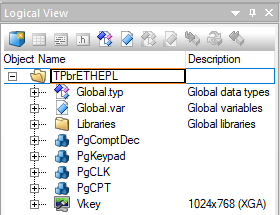 Logical View
Object Name Description
TPbrETHEPL
Global.typ Global data types
Global.var Global variables
Libraries Global libraries
PgComptDec
PgKeypad
PgCLK
PgCPT
Vkey 1024x768 (XGA)